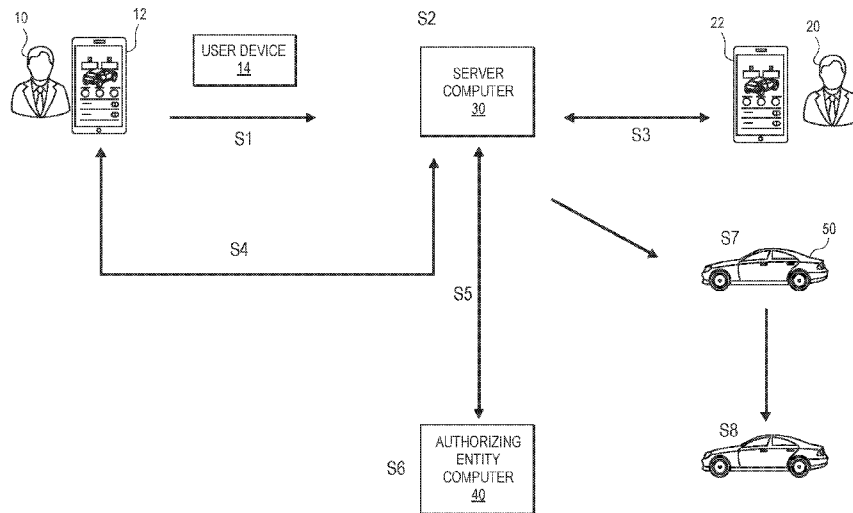 10
12
USER DEVICE
14
S1
S2
SERVER
COMPUTER
30
22
20
S3
S4
S5
S7
50
S6
AUTHORIZING
ENTITY
COMPUTER
40
S8